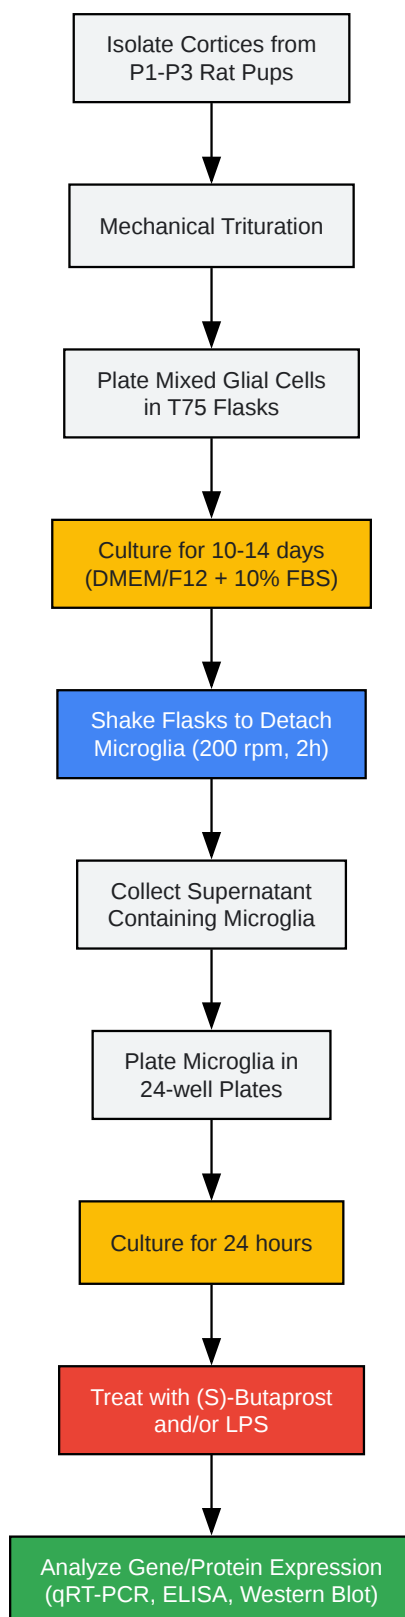 Isolate Cortices from
P1-P3 Rat Pups
Mechanical Trituration
Plate Mixed Glial Cells
in T75 Flasks
Culture for 10-14 days
(DMEM/F12 + 10% FBS)
Shake Flasks to Detach
Microglia (200 rpm, 2h)
Collect Supernatant
Containing Microglia
Plate Microglia in
24-well Plates
Culture for 24 hours
Treat with (S)-Butaprost
and/or LPS
Analyze Gene/Protein Expression
(qRT-PCR, ELISA, Western Blot)